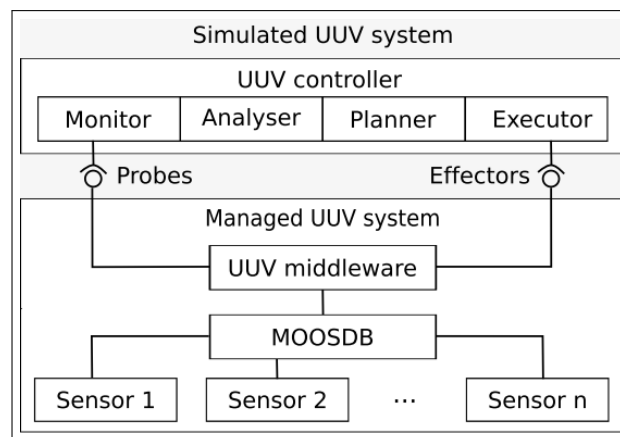 Simulated UUV system
UUV controller
Monitor Analyser Planner Executor
Probes Effectors
Managed UUV system
UUV middleware
MOOSDB
Sensor 1 Sensor 2 ... Sensor n